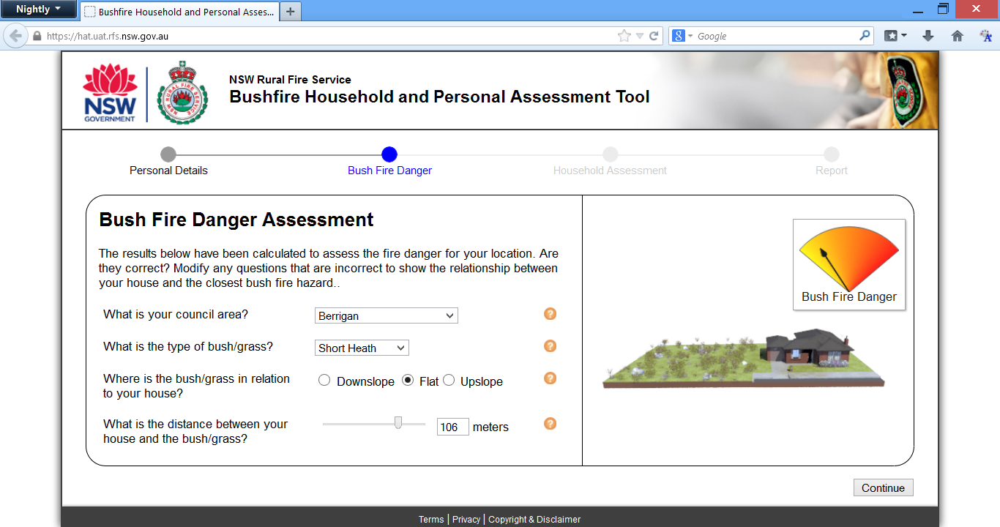 Nightly
Bushfire Household and Personal Asses...
https://hat.uat.rfs.nsw.gov.au
Google
NSW
GOVERNMENT
NSW RURAL FIRE SERVICE
NSW Rural Fire Service
Bushfire Household and Personal Assessment Tool
Personal Details
Bush Fire Danger
Household Assessment
Report
Bush Fire Danger Assessment
The results below have been calculated to assess the fire danger for your location. Are
they correct? Modify any questions that are incorrect to show the relationship between
your house and the closest bush fire hazard..
What is your council area?
Berrigan
What is the type of bush/grass?
Short Heath
Where is the bush/grass in relation
to your house?
Downslope Flat Upslope
What is the distance between your
house and the bush/grass?
106 meters
Bush Fire Danger
Continue
Terms | Privacy | Copyright & Disclaimer